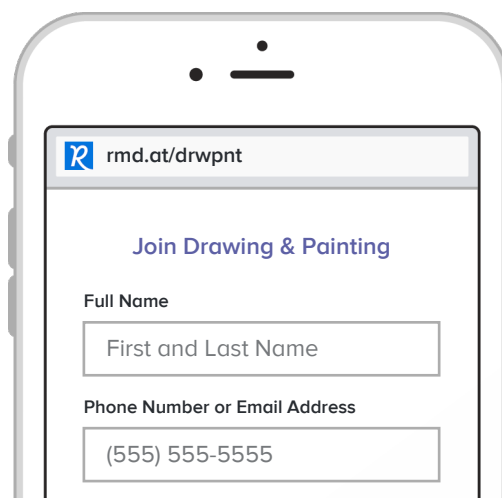 rmd.at/drwpnt
Join Drawing & Painting
Full Name
First and Last Name
Phone Number or Email Address
(555) 555-5555